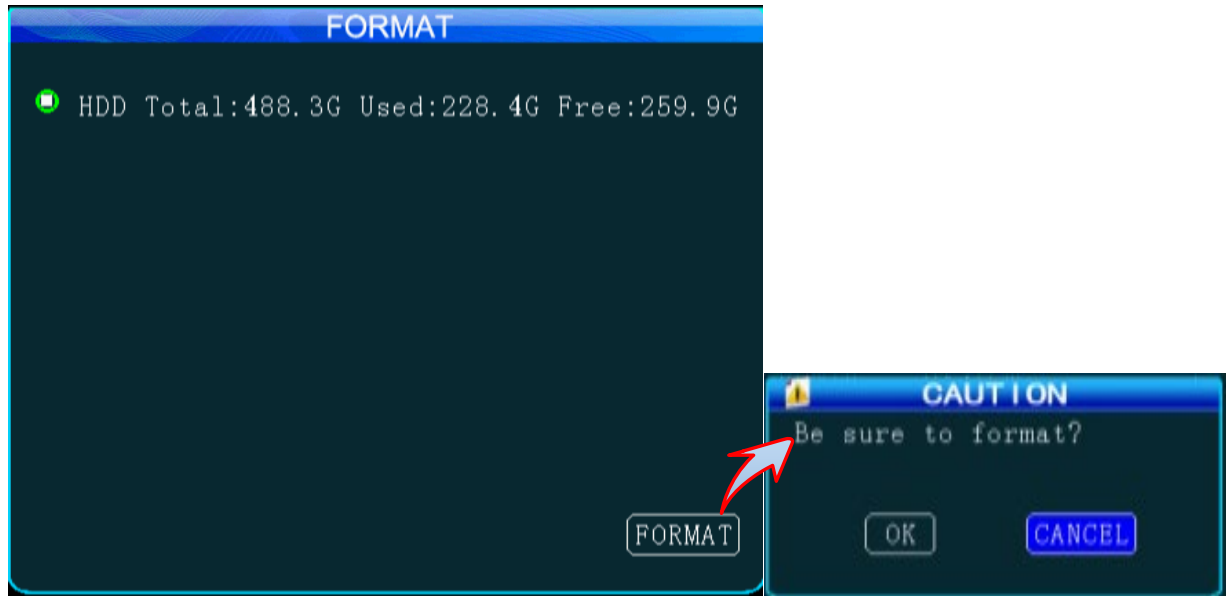 FORMAT
HDD Total:488.3G Used:228.4G Free:259.9G
FORMAT
CAUTION
Be sure to format?
OK CANCEL